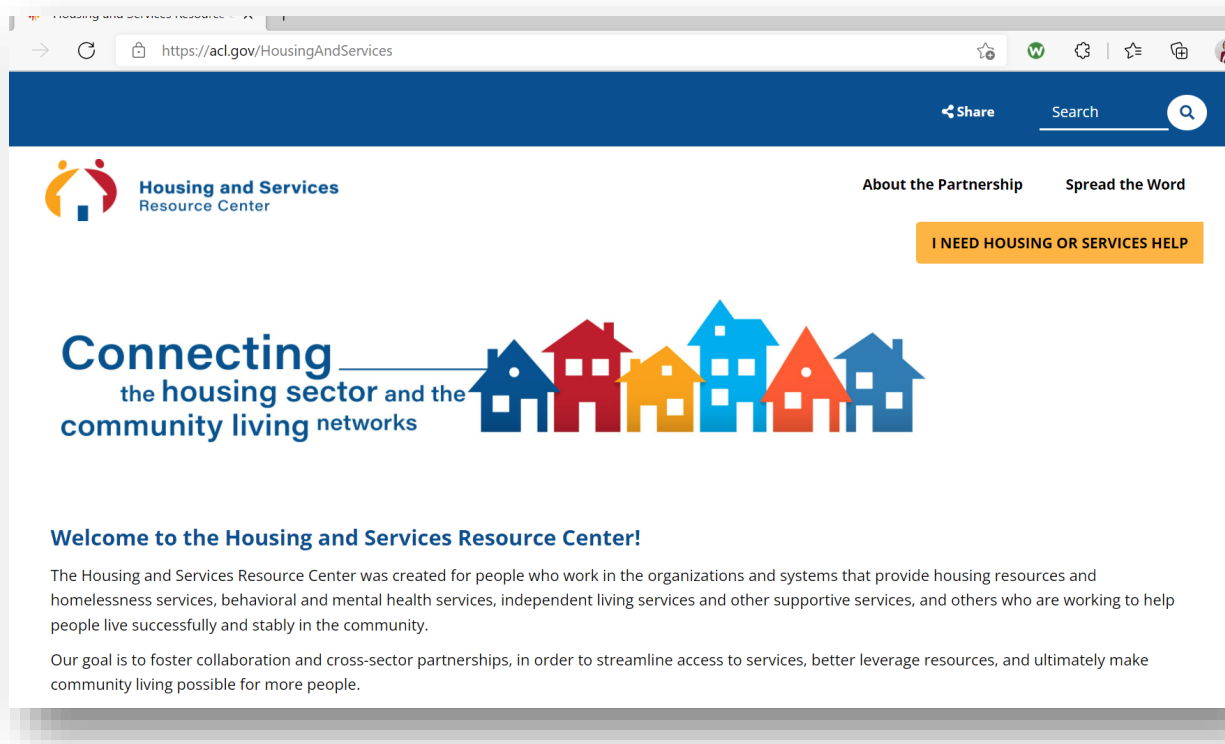 Housing and Services Resource
https://acl.gov/HousingAndServices
Share
Search
Housing and Services
Resource Center
About the Partnership
Spread the Word
I NEED HOUSING OR SERVICES HELP
Connecting
the housing sector and the
community living networks
Welcome to the Housing and Services Resource Center!
The Housing and Services Resource Center was created for people who work in the organizations and systems that provide housing resources and
homelessness services, behavioral and mental health services, independent living services and other supportive services, and others who are working to help
people live successfully and stably in the community.
Our goal is to foster collaboration and cross-sector partnerships, in order to streamline access to services, better leverage resources, and ultimately make
community living possible for more people.